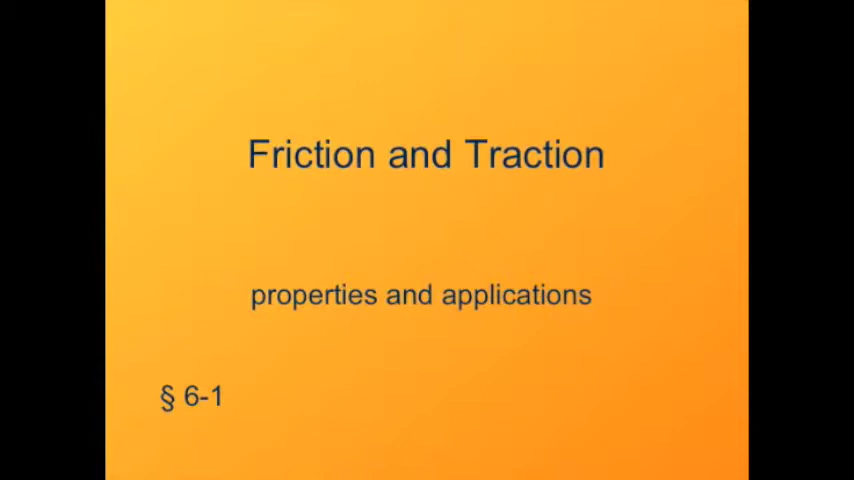 Friction and Traction
properties and applications
§ 6-1